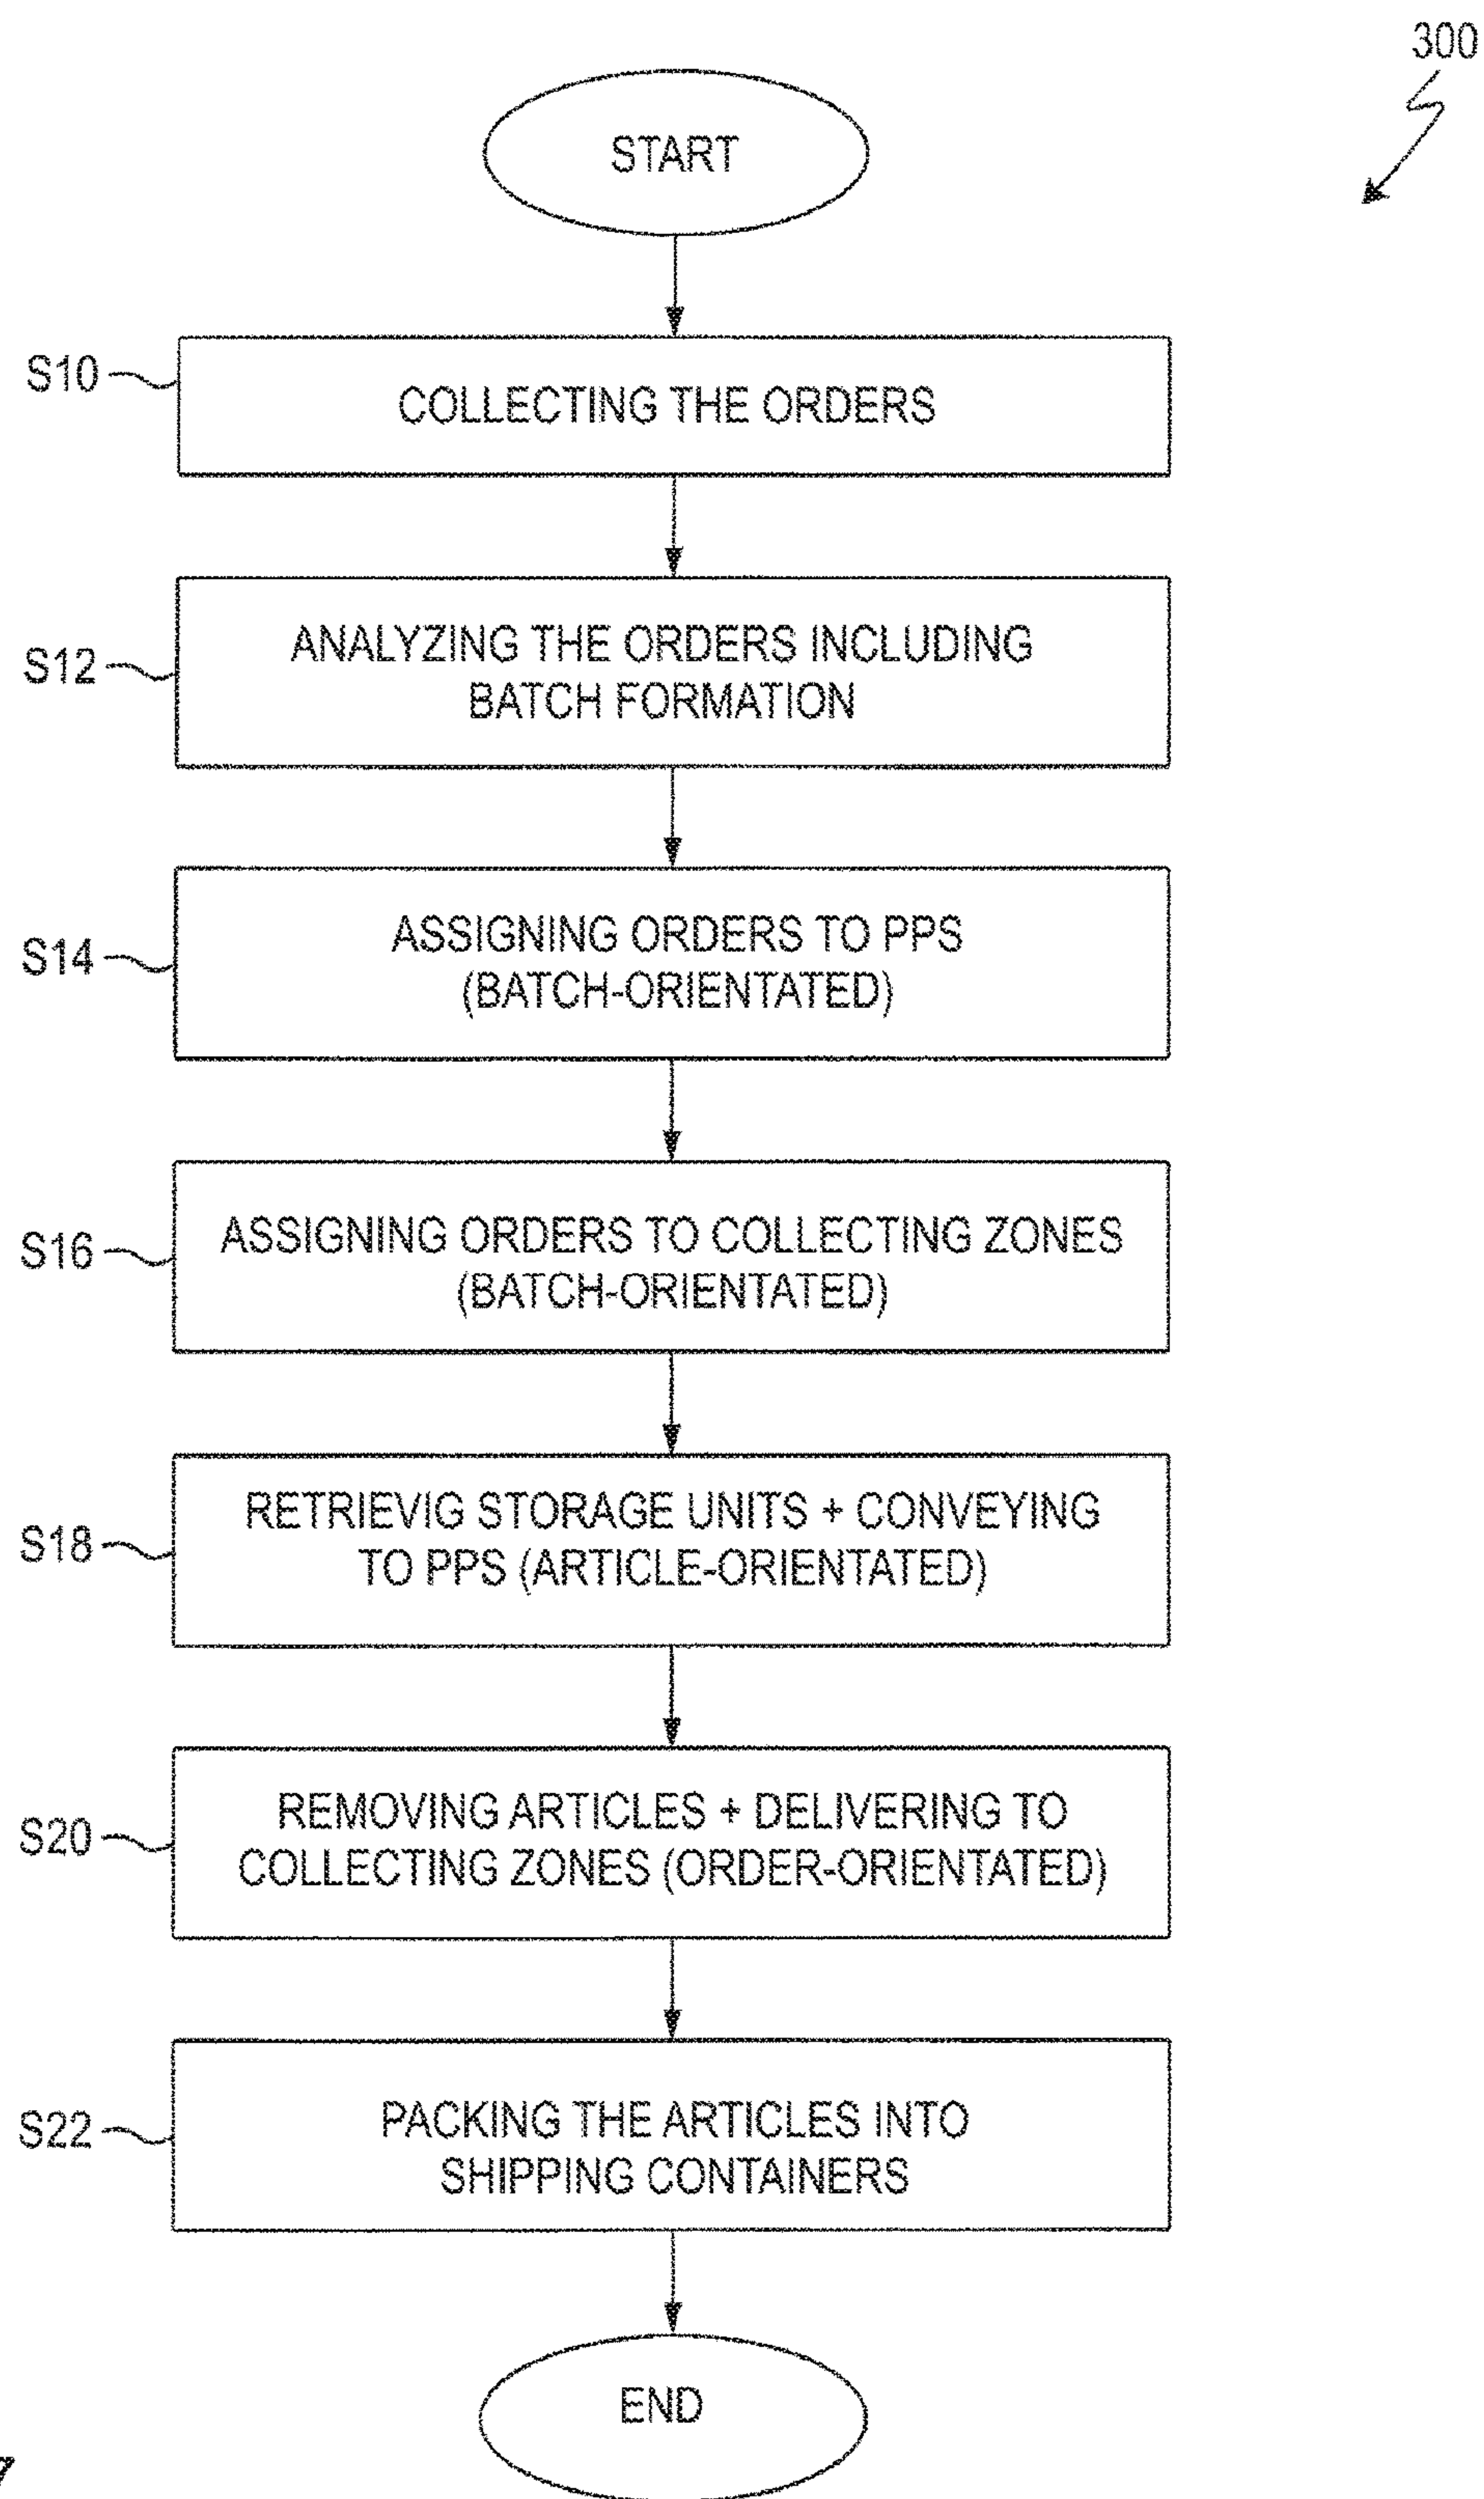 300
START
S10
COLLECTING THE ORDERS
S12
ANALYZING THE ORDERS INCLUDING
BATCH FORMATION
S14
ASSIGNING ORDERS TO PPS
(BATCH-ORIENTATED)
S16
ASSIGNING ORDERS TO COLLECTING ZONES
(BATCH-ORIENTATED)
S18
RETRIEVIG STORAGE UNITS + CONVEYING
TO PPS (ARTICLE-ORIENTATED)
S20
REMOVING ARTICLES + DELIVERING TO
COLLECTING ZONES (ORDER-ORIENTATED)
S22
PACKING THE ARTICLES INTO
SHIPPING CONTAINERS
END